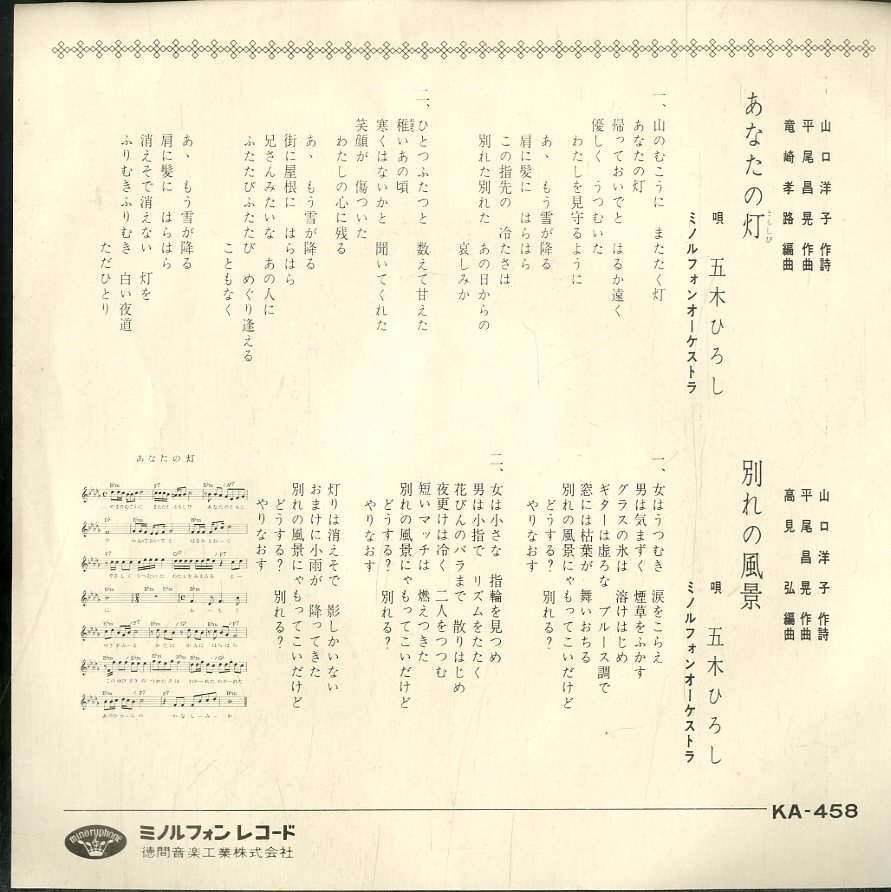 山口洋子 作詩
平尾昌晃 作曲
竜崎孝路 編曲
あなたの灯
ともしび
唄 五木ひろし
ミノルフォンオーケストラ
一、山のむこうに またたく灯
あなたの灯
帰っておいでと はるか遠く
優しく うつむいた
わたしを見守るように
あゝ もう雪が降る
肩に髪に はらはら
この指先の 冷たさは
別れた別れた あの日からの
哀しみか
二、ひとつふたつと 数えて甘えた
稚いあの頃
寒くはないかと 聞いてくれた
笑顔が 傷ついた
わたしの心に残る
あゝ もう雪が降る
街に屋根に はらはら
兄さんみたいな あの人に
ふたたびふたたび めぐり逢える
こともなく
あゝ もう雪が降る
肩に髪に はらはら
消えそで消えない 灯を
ふりむきふりむき 白い夜道
ただひとり
山口洋子 作詩
平尾昌晃 作曲
高見弘 編曲
別れの風景
唄 五木ひろし
ミノルフォンオーケストラ
一、女はうつむき 涙をこらえ
男は気まずく 煙草をふかす
グラスの氷は 溶けはじめ
ギターは虚ろな ブルース調で
窓には枯葉が 舞いおちる
別れの風景にゃもってこいだけど
どうする? 別れる?
やりなおす
二、女は小さな 指輪を見つめ
男は小指で リズムをたたく
花びんのバラまで 散りはじめ
夜更けは冷く 二人をつつむ
短いマッチは 燃えつきた
別れの風景にゃもってこいだけど
どうする? 別れる?
やりなおす
灯りは消えそで 影しかいない
おまけに小雨が 降ってきた
別れの風景にゃもってこいだけど
どうする? 別れる?
やりなおす
あなたの灯
やまのむこうに またたく ともしび あなたのともし
KA-458
minoryphone
ミノルフォン レコード
徳間音楽工業株式会社